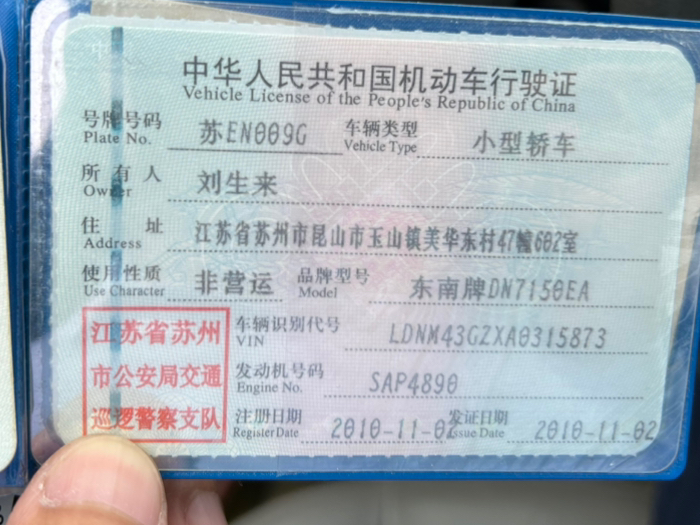 中华人民共和国机动车行驶证
Vehicle License of the People's Republic of China
号牌号码 苏EN009G 车辆类型 小型轿车
Plate No. Vehicle Type
所有人 刘生来
Owner
住址 江苏省苏州市昆山市玉山镇美华东村47幢602室
Address
使用性质 非营运 品牌型号 东南牌DN7150EA
Use Character Model
江苏省苏州
市公安局交通
巡逻警察支队
车辆识别代号 LDNM43GZXA0315873
VIN
发动机号码 SAP4890
Engine No.
注册日期 2010-11-02 发证日期 2010-11-02
Register Date Issue Date